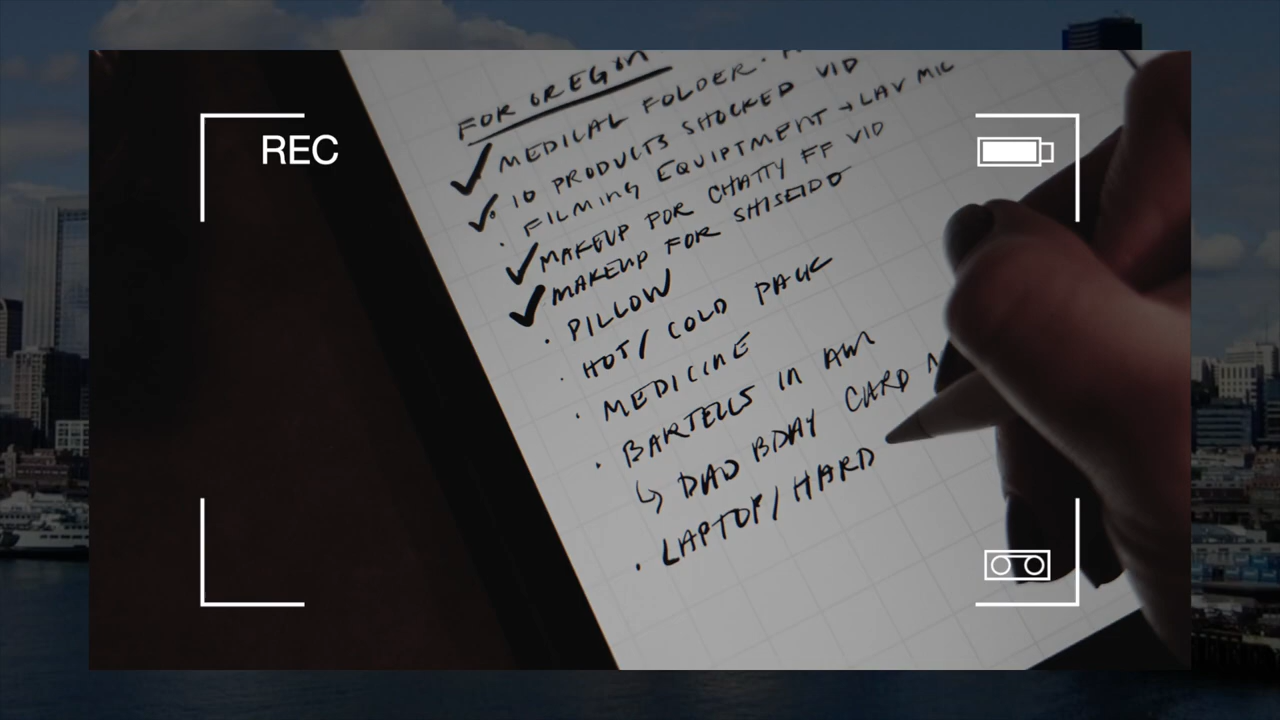 REC
FOR OREGON
MEDICAL FOLDER.
10 PRODUCTS SHOCKED VID
FILMING EQUIPTMENT → LAV MIC
MAKEUP FOR CHATTY FF VID
MAKEUP FOR SHISEIDO
PILLOW
HOT/ COLD PACK
MEDICINE
BARTELLS IN AM
↳ DAD BDAY CARD
LAPTOP/ HARD